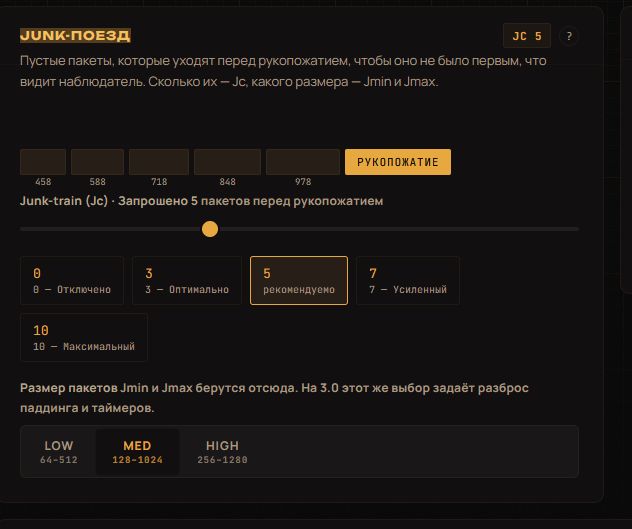 JUNK-ПОЕЗД
JC 5
?
Пустые пакеты, которые уходят перед рукопожатием, чтобы оно не было первым, что
видит наблюдатель. Сколько их — Jc, какого размера — Jmin и Jmax.
РУКОПОЖАТИЕ
458 588 718 848 978
Junk-train (Jc) · Запрошено 5 пакетов перед рукопожатием
0 3 5 7
0 — Отключено 3 — Оптимально рекомендуемо 7 — Усиленный
10
10 — Максимальный
Размер пакетов Jmin и Jmax берутся отсюда. На 3.0 этот же выбор задаёт разброс
паддинга и таймеров.
LOW MED HIGH
64–512 128–1024 256–1280